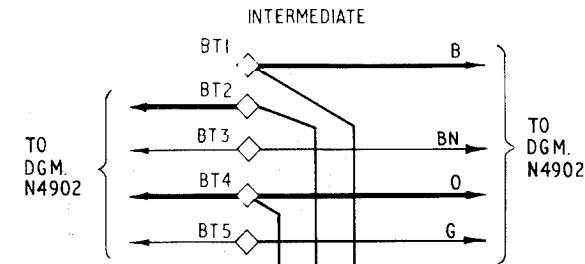 INTERMEDIATE
BT1 B
BT2
BT3 BN
BT4 O
BT5 G
TO
DGM.
N4902
TO
DGM.
N4902